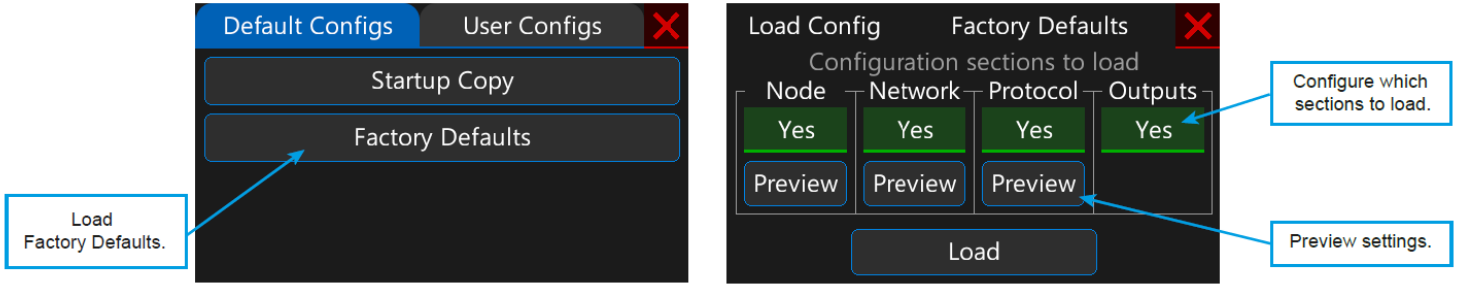 Default Configs User Configs
Startup Copy
Factory Defaults
Load
Factory Defaults.
Load Config Factory Defaults
Configuration sections to load
Node Network Protocol Outputs
Yes Yes Yes Yes
Preview Preview Preview
Load
Configure which
sections to load.
Preview settings.